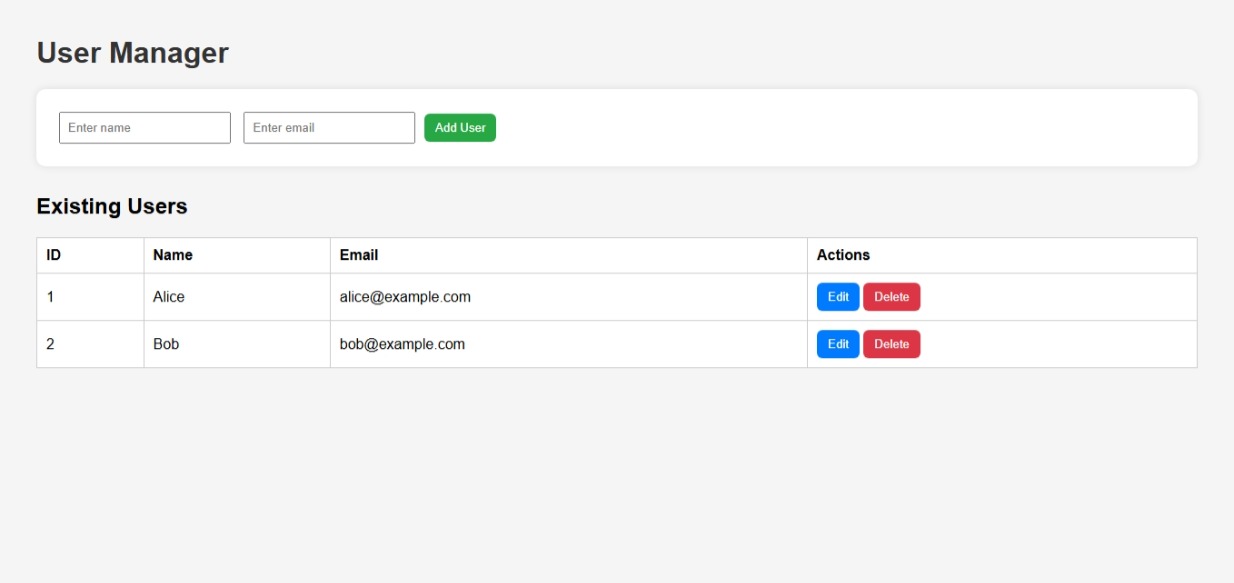 User Manager
Enter name Enter email Add User
Existing Users
ID Name Email Actions
1 Alice alice@example.com Edit Delete
2 Bob bob@example.com Edit Delete